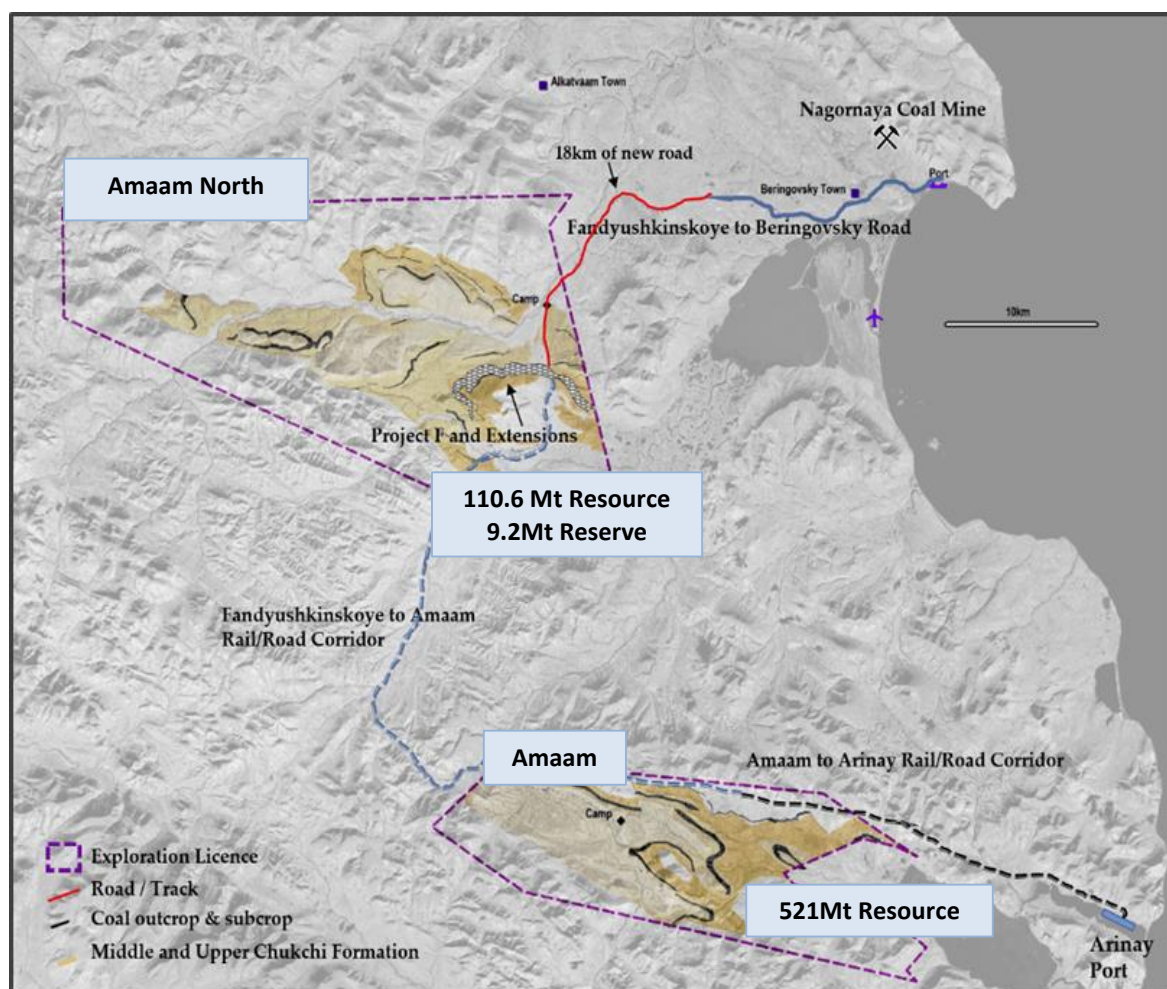 Alkatvaam Town
Nagornaya Coal Mine
18km of new road
Amaam North
Port
Beringovsky Town
Fandyushkinskoye to Beringovsky Road
Camp
10km
Project F and Extensions
110.6 Mt Resource
9.2Mt Reserve
Fandyushkinskoye to Amaam
Rail/Road Corridor
Amaam
Amaam to Arinay Rail/Road Corridor
Camp
Exploration Licence
Road / Track
Coal outcrop & subcrop
Middle and Upper Chukchi Formation
521Mt Resource
Arinay
Port